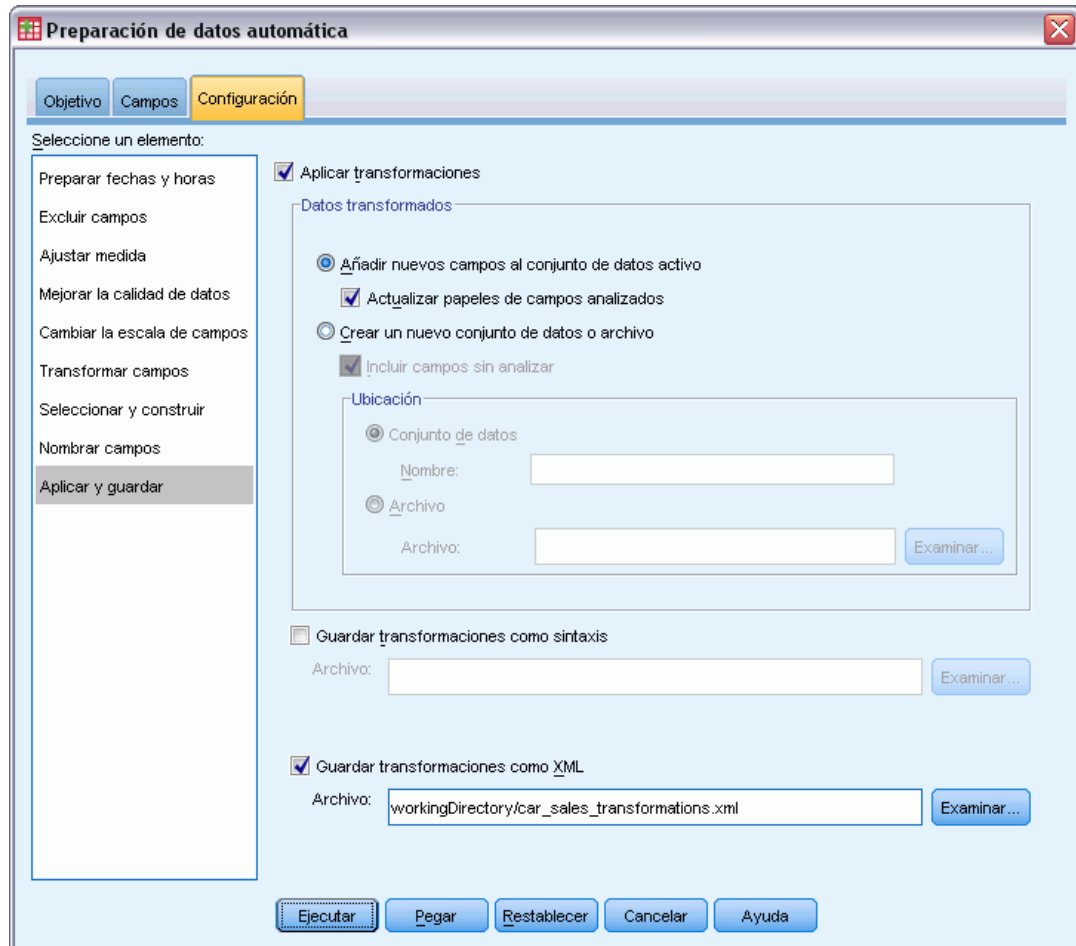 Preparación de datos automática
Objetivo
Campos
Configuración
Seleccione un elemento:
Preparar fechas y horas
Excluir campos
Ajustar medida
Mejorar la calidad de datos
Cambiar la escala de campos
Transformar campos
Seleccionar y construir
Nombrar campos
Aplicar y guardar
Aplicar transformaciones
Datos transformados
Añadir nuevos campos al conjunto de datos activo
Actualizar papeles de campos analizados
Crear un nuevo conjunto de datos o archivo
Incluir campos sin analizar
Ubicación
Conjunto de datos
Nombre:
Archivo
Archivo:
Examinar...
Guardar transformaciones como sintaxis
Archivo:
Examinar...
Guardar transformaciones como XML
Archivo:
workingDirectory/car_sales_transformations.xml
Examinar...
Ejecutar
Pegar
Restablecer
Cancelar
Ayuda